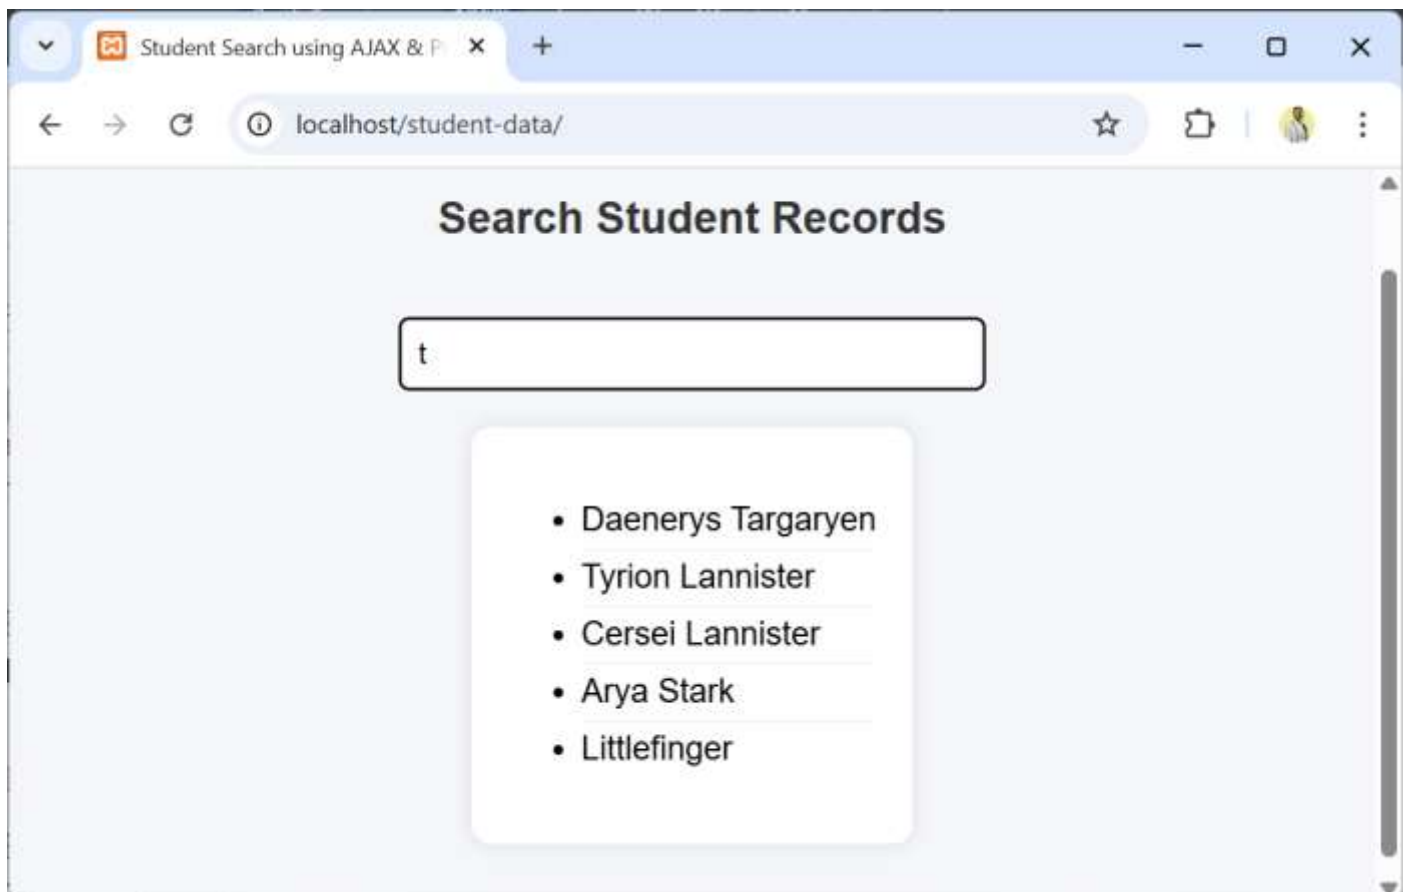 Student Search using AJAX & P
localhost/student-data/
Search Student Records
t
Daenerys Targaryen
Tyrion Lannister
Cersei Lannister
Arya Stark
Littlefinger